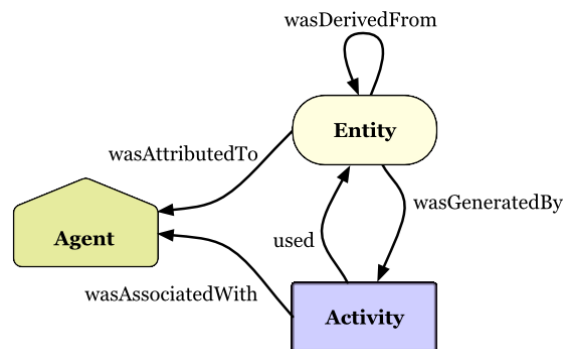 wasDerivedFrom
Entity
wasAttributedTo
wasGeneratedBy
Agent
used
wasAssociatedWith
Activity